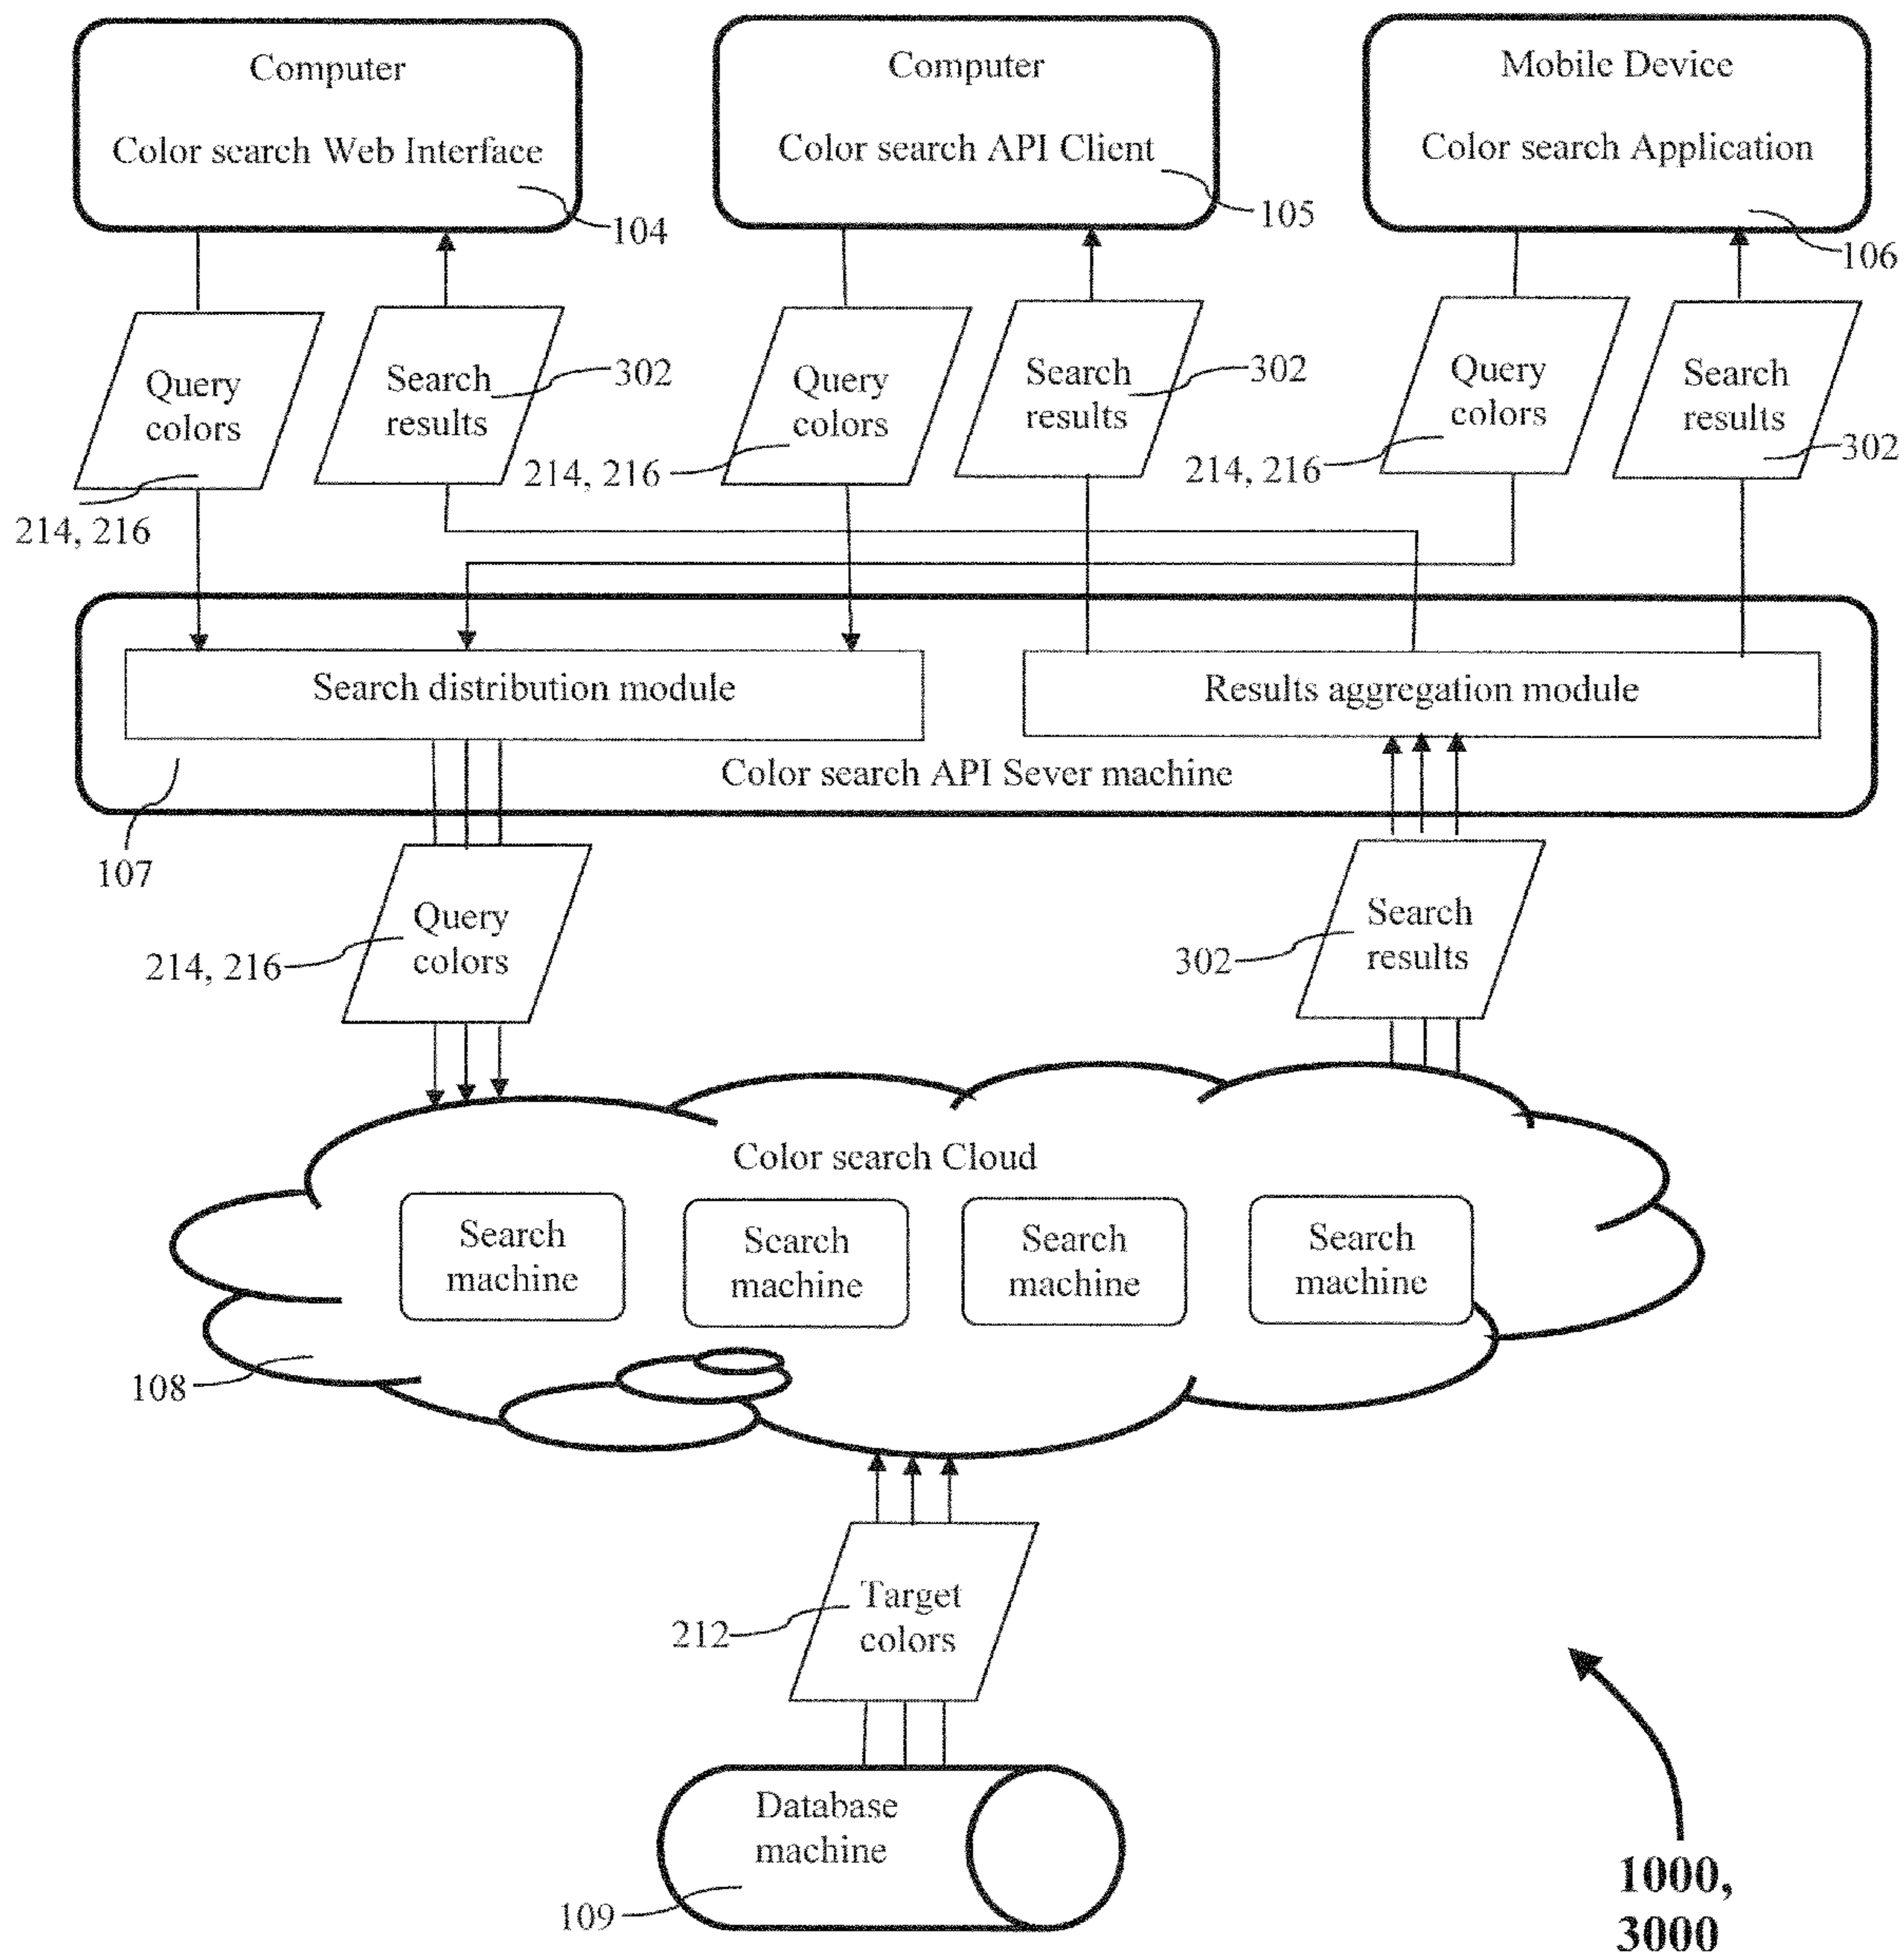 Computer
Color search Web Interface
104
Computer
Color search API Client
105
Mobile Device
Color search Application
106
Query
colors
214, 216
Search
results
302
Query
colors
214, 216
Search
results
302
Query
colors
214, 216
Search
results
302
Search distribution module
Results aggregation module
Color search API Sever machine
107
Query
colors
214, 216
Search
results
302
Color search Cloud
Search
machine
Search
machine
Search
machine
Search
machine
108
Target
colors
212
Database
machine
109
1000,
3000